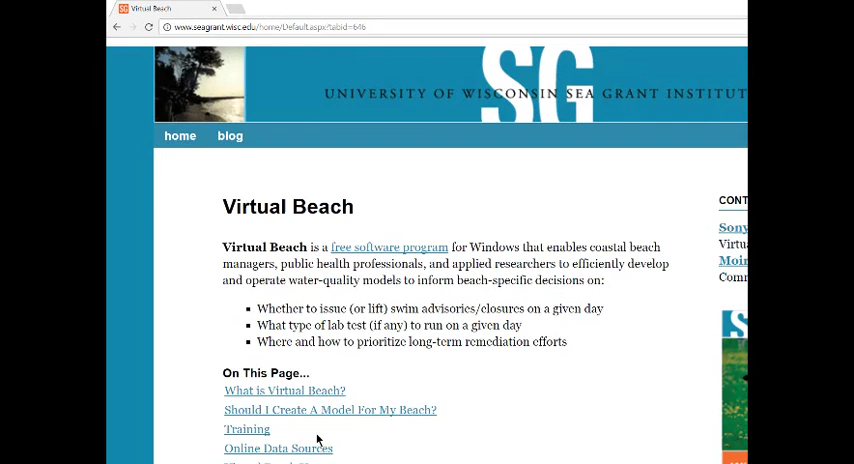 Virtual Beach
www.seagrant.wisc.edu/home/Default.aspx?tabid=646
SG
UNIVERSITY OF WISCONSIN SEA GRANT INSTITUT
home blog
Virtual Beach
CONT
Virtual Beach is a free software program for Windows that enables coastal beach
managers, public health professionals, and applied researchers to efficiently develop
and operate water-quality models to inform beach-specific decisions on:
Sony
Virtu
Moir
Comm
Whether to issue (or lift) swim advisories/closures on a given day
What type of lab test (if any) to run on a given day
Where and how to prioritize long-term remediation efforts
On This Page...
What is Virtual Beach?
Should I Create A Model For My Beach?
Training
Online Data Sources